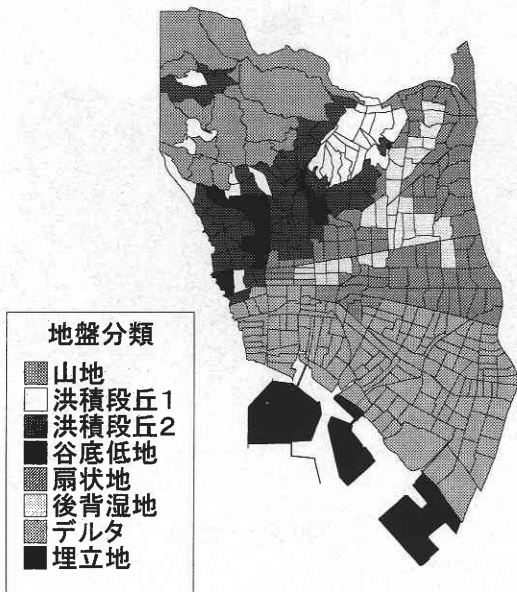 地盤分類
山地
洪積段丘1
洪積段丘2
谷底低地
扇状地
後背湿地
デルタ
埋立地